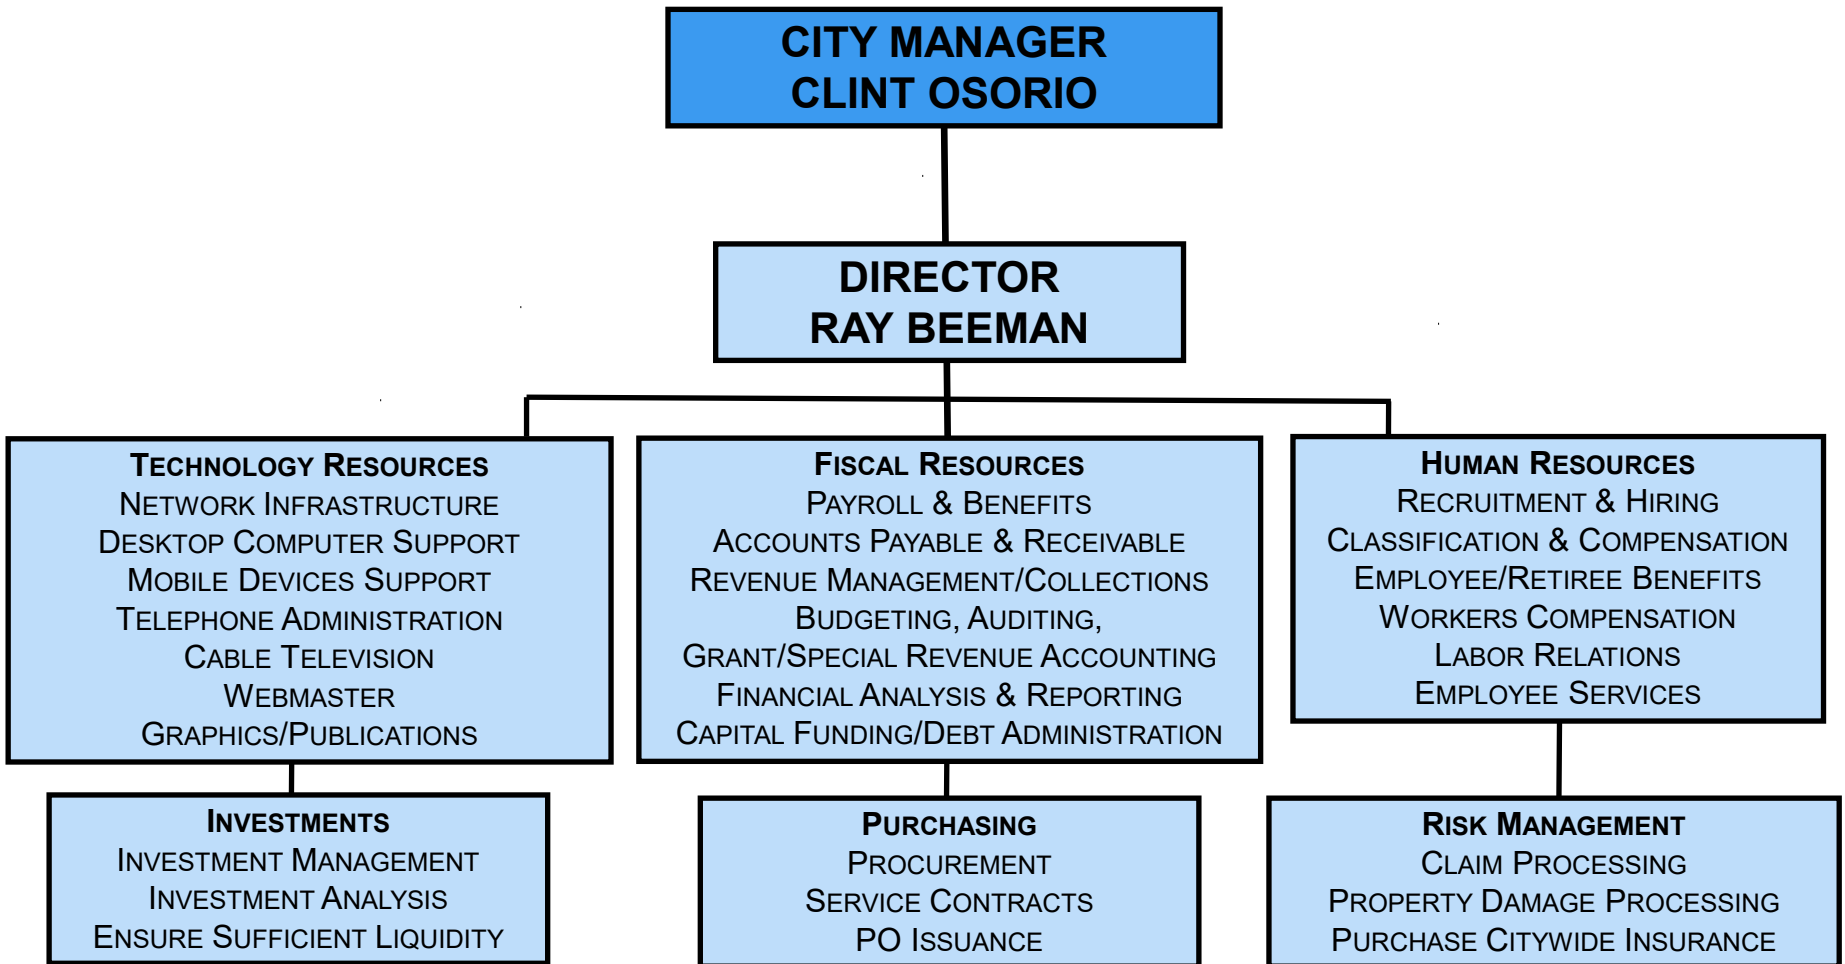 CITY MANAGER
CLINT OSORIO
DIRECTOR
RAY BEEMAN
TECHNOLOGY RESOURCES
NETWORK INFRASTRUCTURE
DESKTOP COMPUTER SUPPORT
MOBILE DEVICES SUPPORT
TELEPHONE ADMINISTRATION
CABLE TELEVISION
WEBMASTER
GRAPHICS/PUBLICATIONS
FISCAL RESOURCES
PAYROLL & BENEFITS
ACCOUNTS PAYABLE & RECEIVABLE
REVENUE MANAGEMENT/COLLECTIONS
BUDGETING, AUDITING,
GRANT/SPECIAL REVENUE ACCOUNTING
FINANCIAL ANALYSIS & REPORTING
CAPITAL FUNDING/DEBT ADMINISTRATION
HUMAN RESOURCES
RECRUITMENT & HIRING
CLASSIFICATION & COMPENSATION
EMPLOYEE/RETIREE BENEFITS
WORKERS COMPENSATION
LABOR RELATIONS
EMPLOYEE SERVICES
INVESTMENTS
INVESTMENT MANAGEMENT
INVESTMENT ANALYSIS
ENSURE SUFFICIENT LIQUIDITY
PURCHASING
PROCUREMENT
SERVICE CONTRACTS
PO ISSUANCE
RISK MANAGEMENT
CLAIM PROCESSING
PROPERTY DAMAGE PROCESSING
PURCHASE CITYWIDE INSURANCE